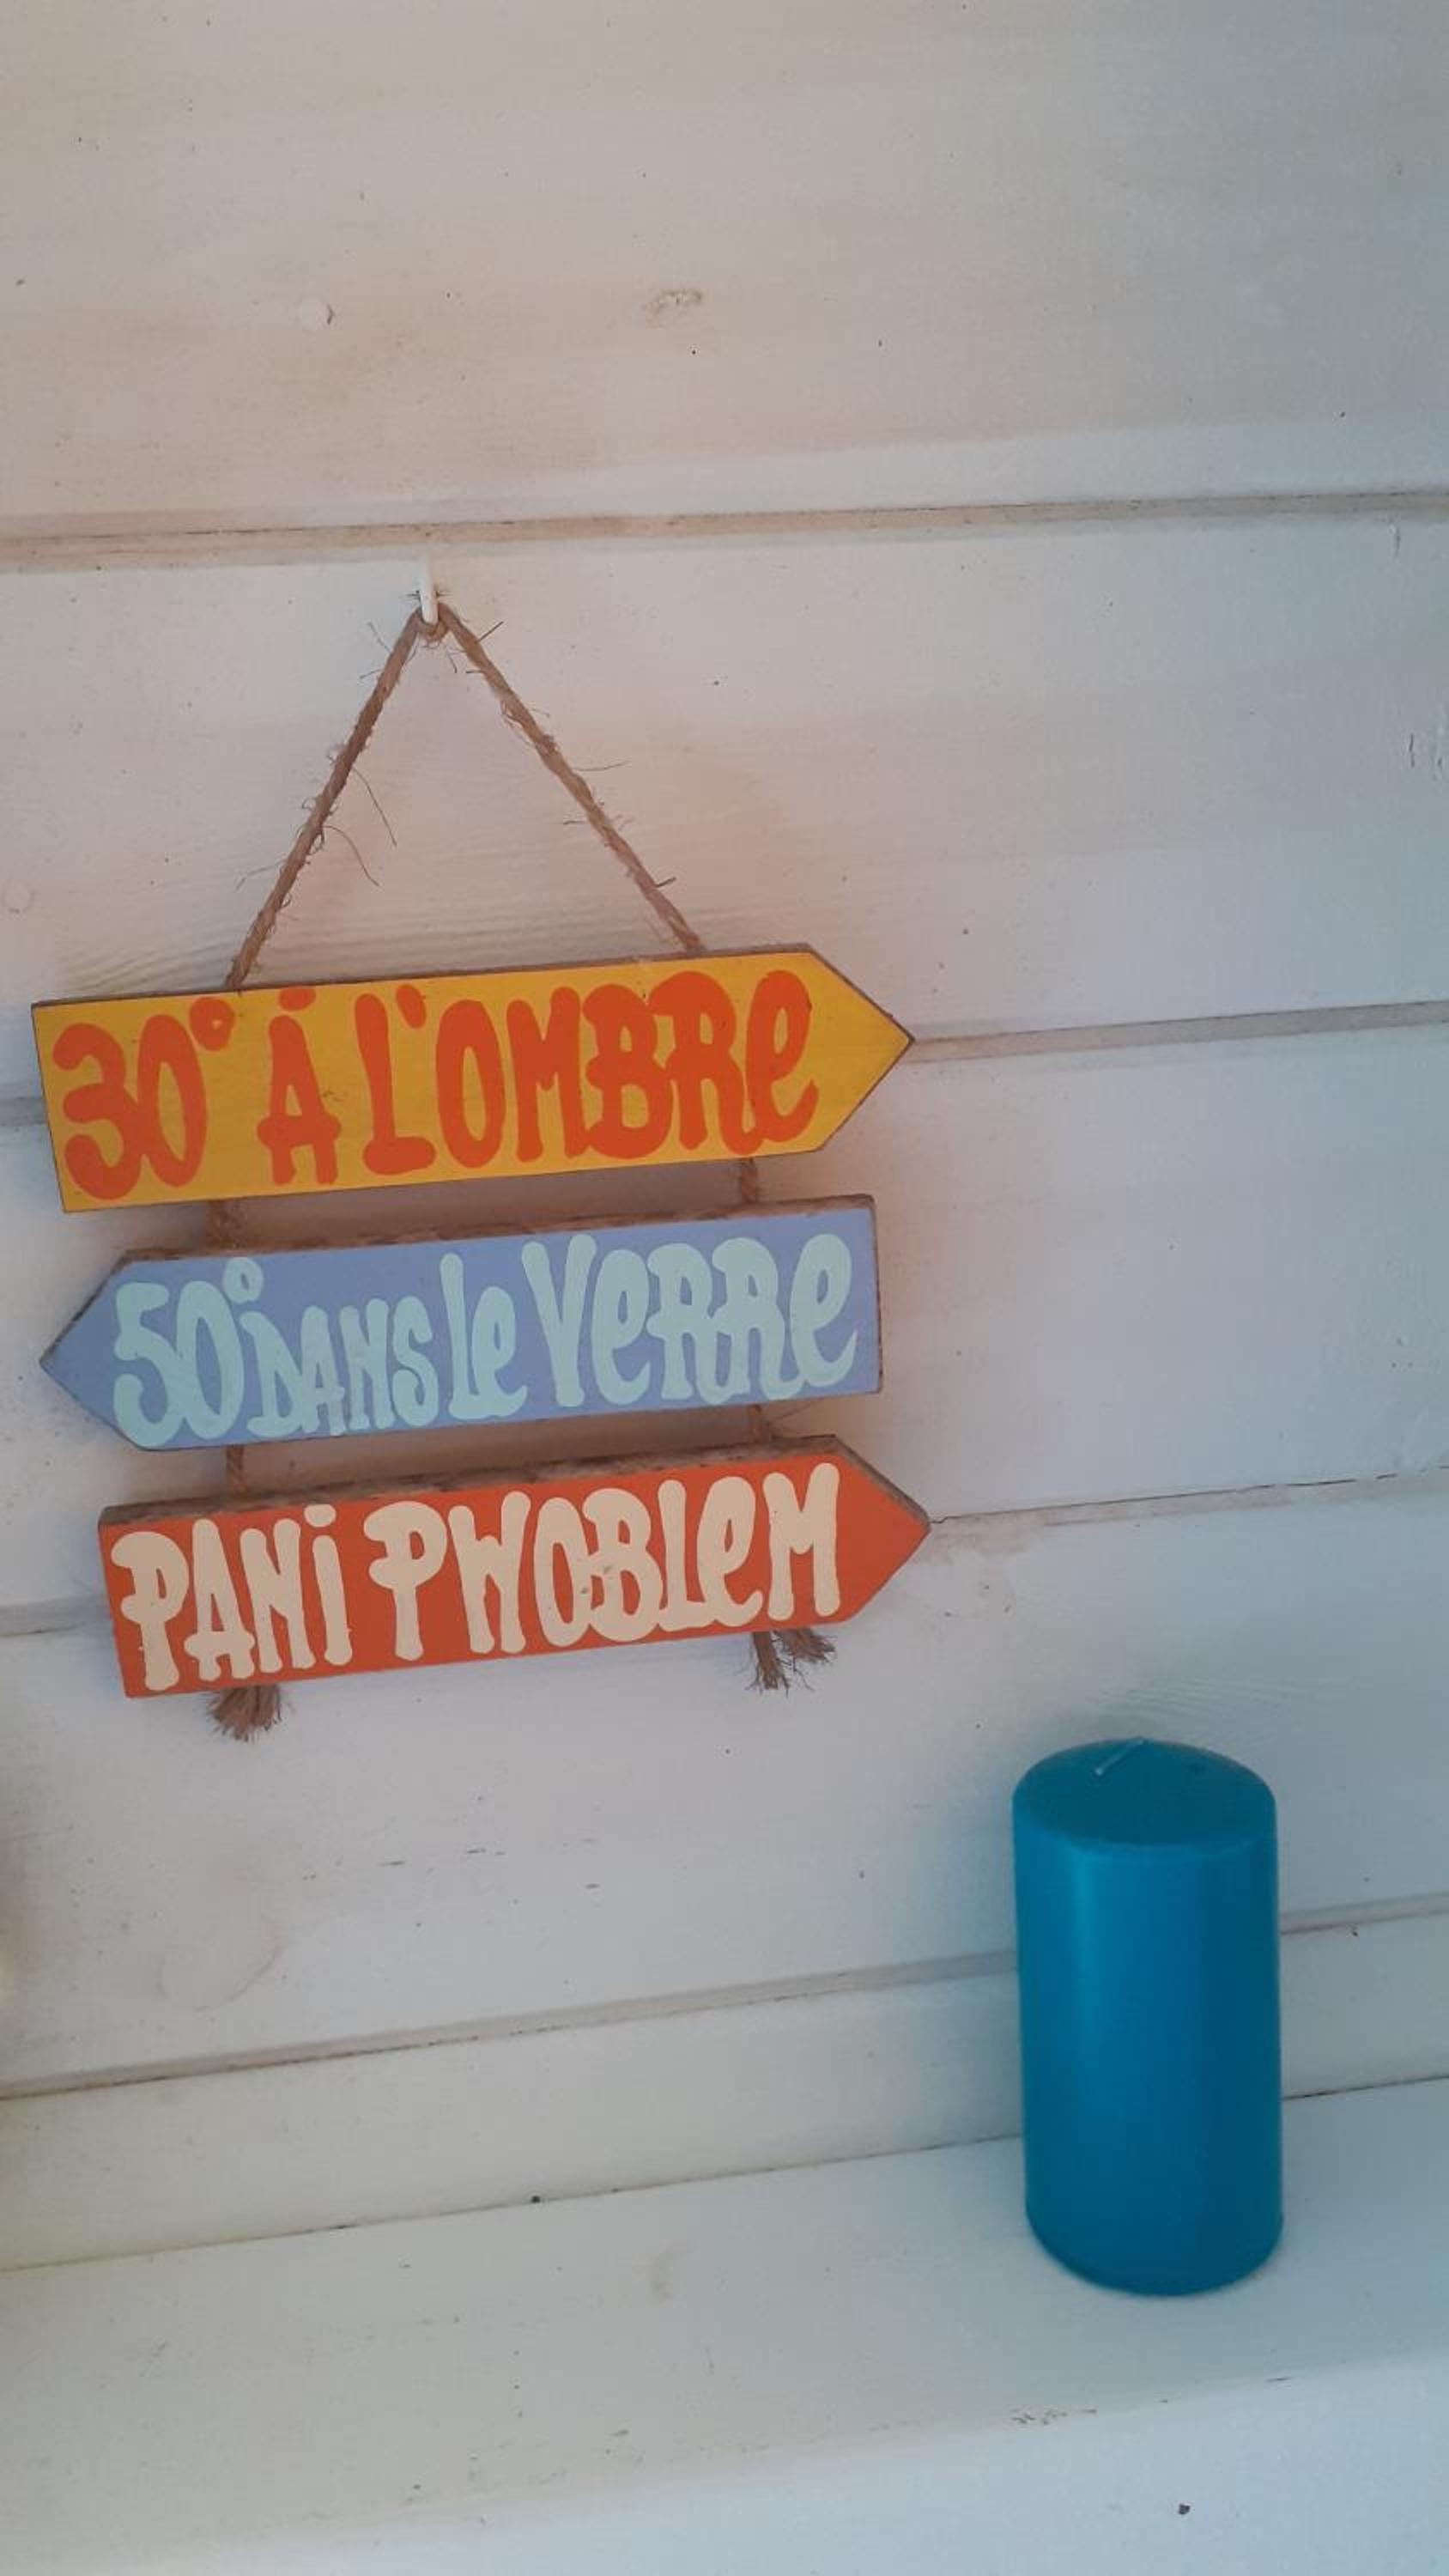 30° À L'OMBRe
50° DANS Le VeRRe
PANi PWOBLeM